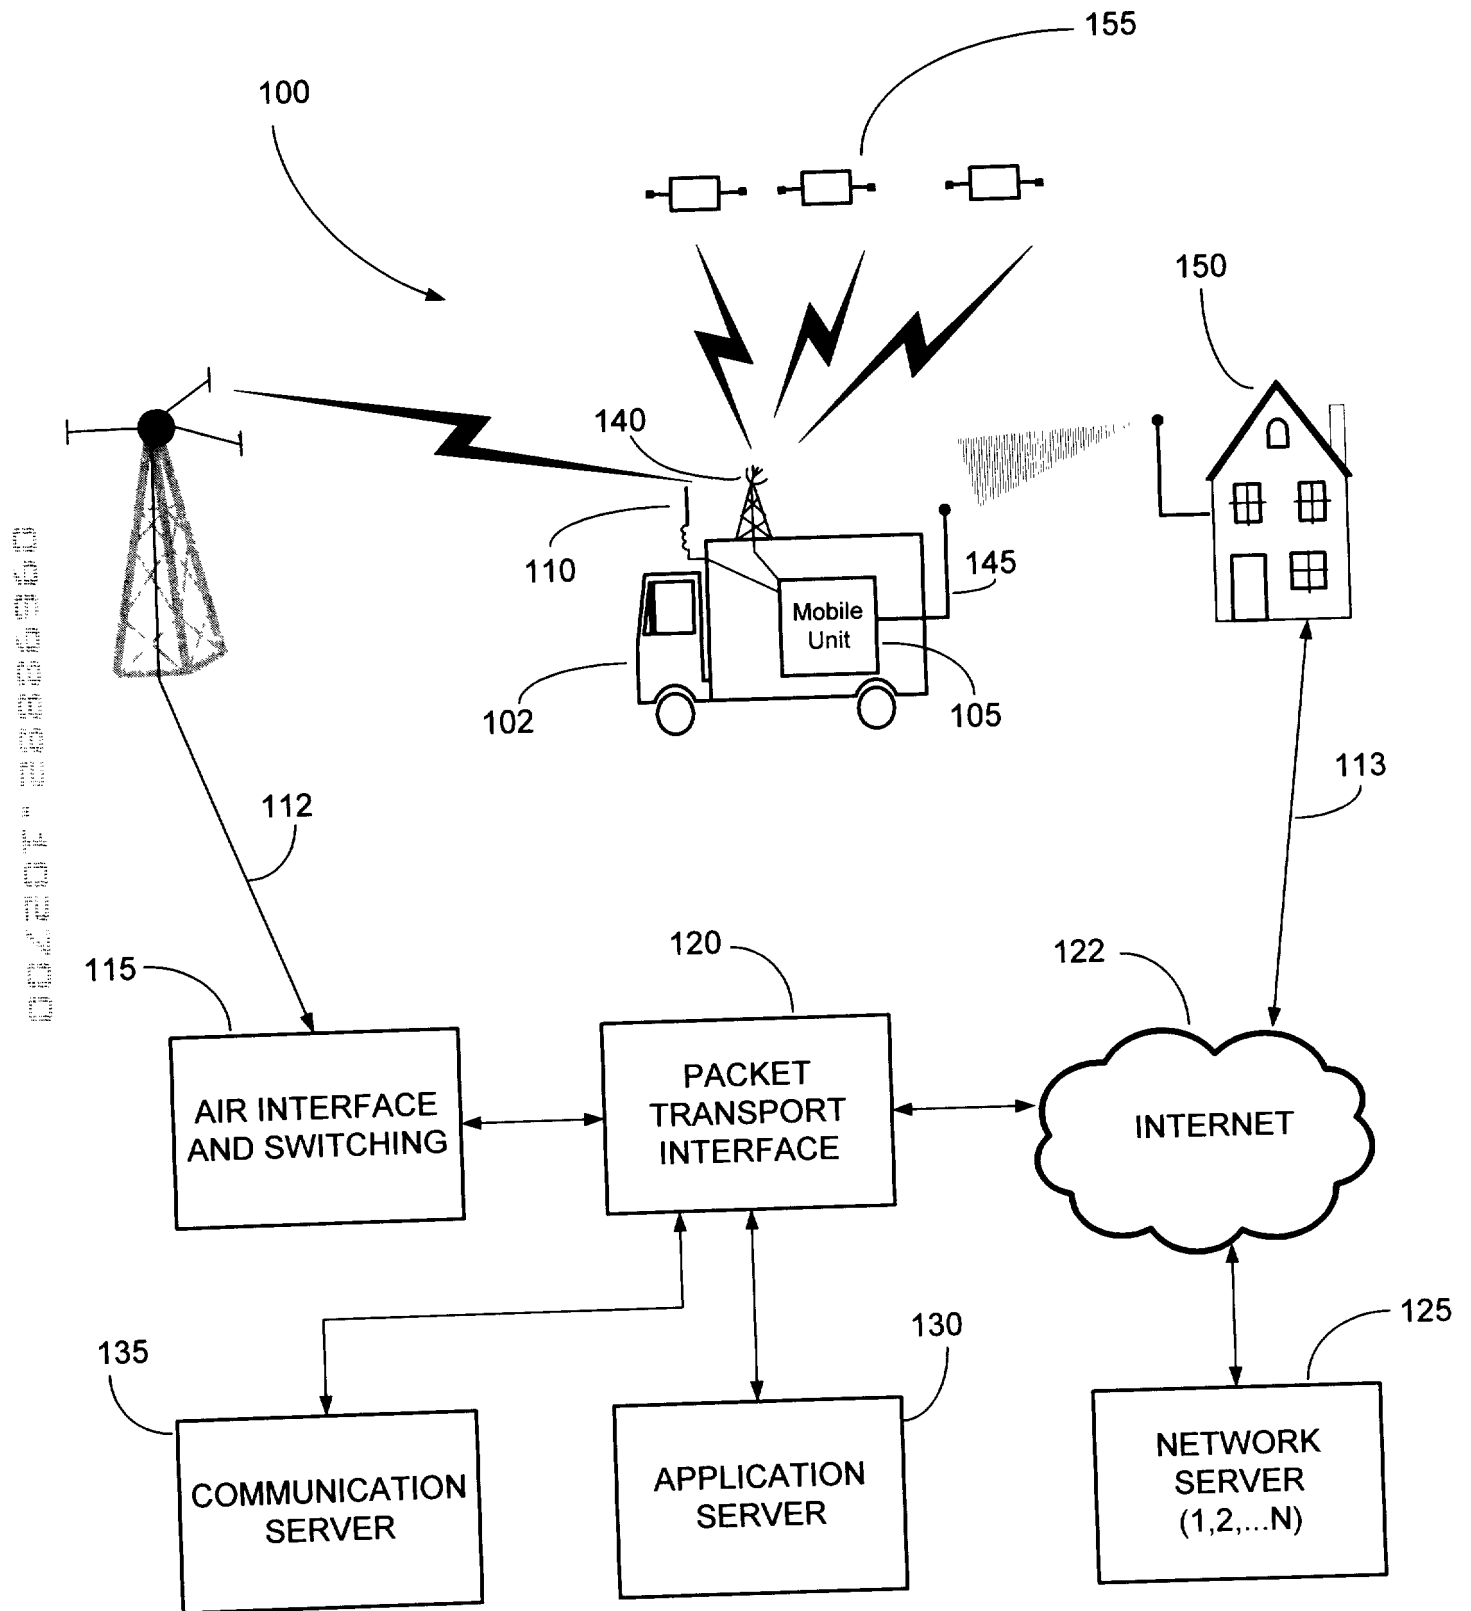 155
100
150
140
110
145
Mobile
Unit
102
105
113
112
115
120
122
AIR INTERFACE
AND SWITCHING
PACKET
TRANSPORT
INTERFACE
INTERNET
135
130
125
COMMUNICATION
SERVER
APPLICATION
SERVER
NETWORK
SERVER
(1,2,...N)